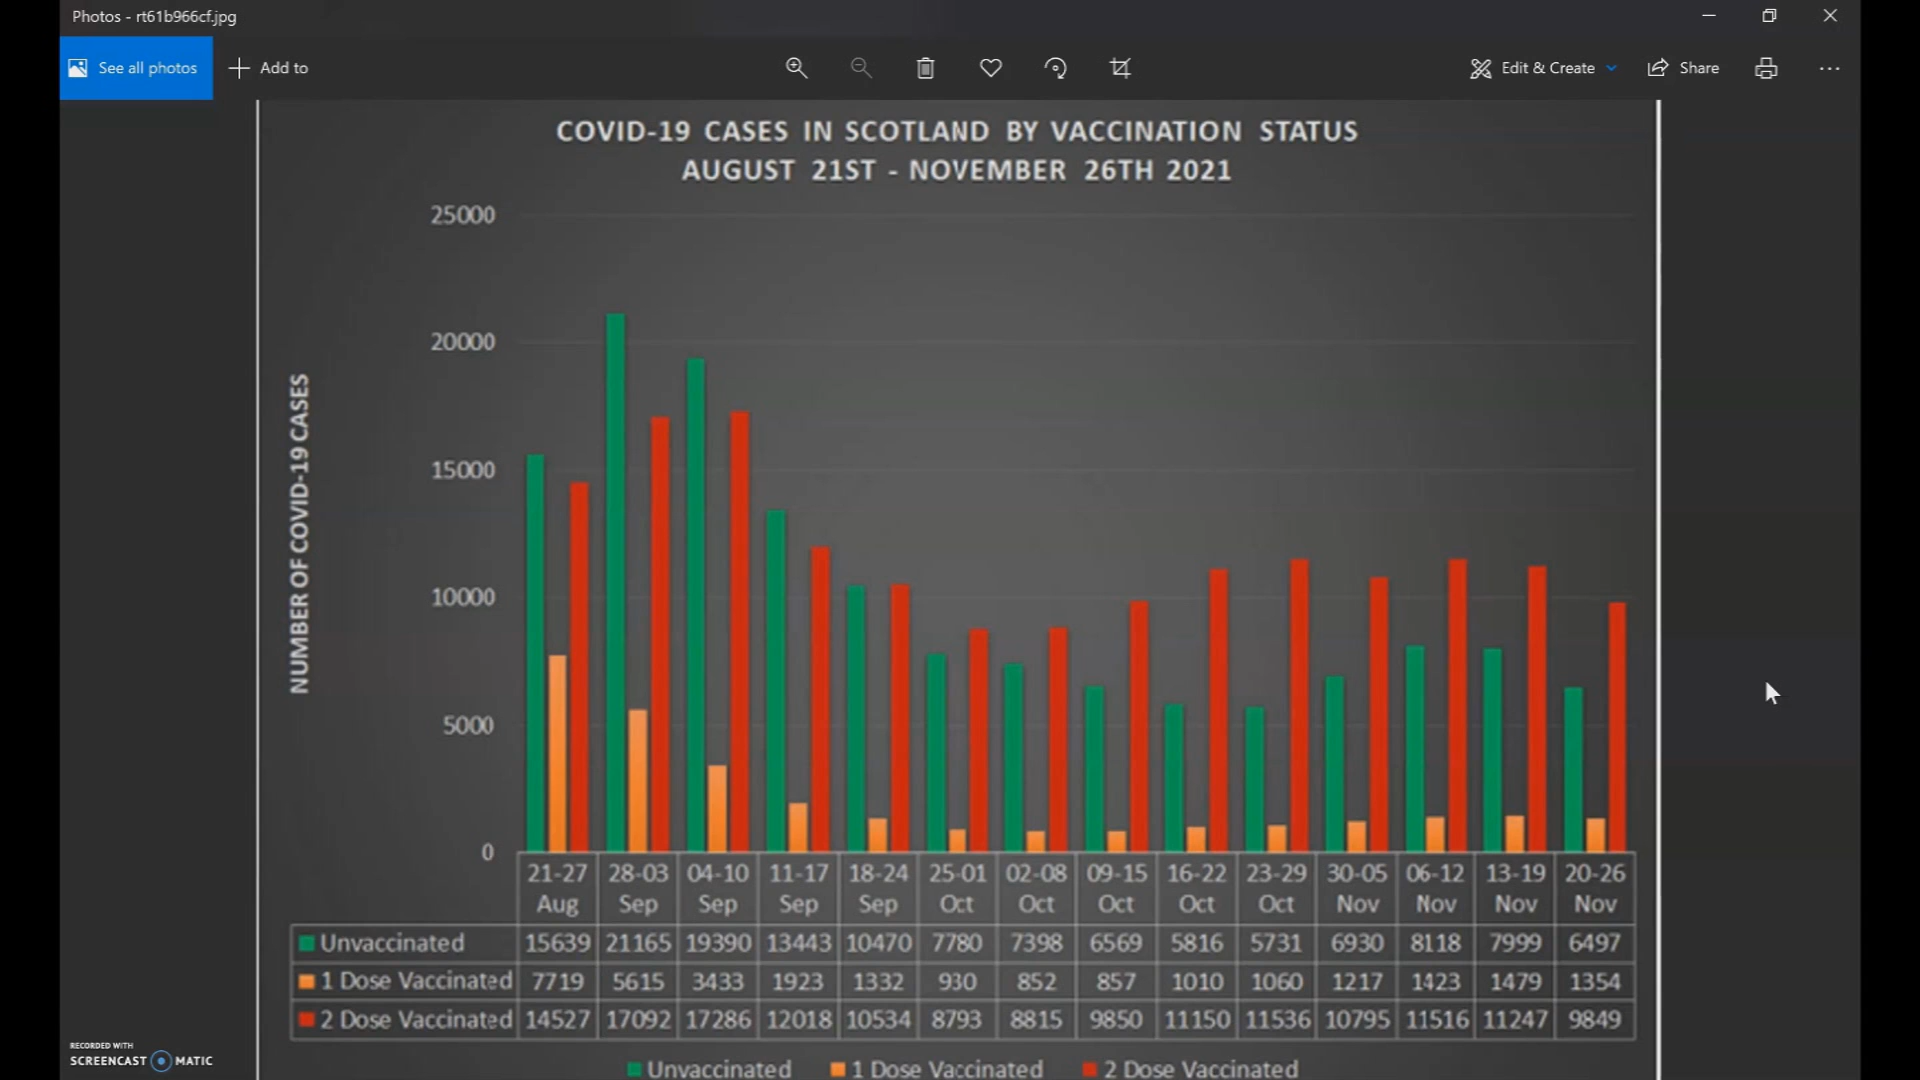 Photos - rt61b966cf.jpg
See all photos
Add to
Edit & Create
Share
COVID-19 CASES IN SCOTLAND BY VACCINATION STATUS
AUGUST 21ST - NOVEMBER 26TH 2021
NUMBER OF COVID-19 CASES
25000
20000
15000
10000
5000
0
21-27 28-03 04-10 11-17 18-24 25-01 02-08 09-15 16-22 23-29 30-05 06-12 13-19 20-26
Aug Sep Sep Sep Sep Oct Oct Oct Oct Oct Nov Nov Nov Nov
Unvaccinated 15639 21165 19390 13443 10470 7780 7398 6569 5816 5731 6930 8118 7999 6497
1 Dose Vaccinated 7719 5615 3433 1923 1332 930 852 857 1010 1060 1217 1423 1479 1354
2 Dose Vaccinated 14527 17092 17286 12018 10534 8793 8815 9850 11150 11536 10795 11516 11247 9849
Unvaccinated 1 Dose Vaccinated 2 Dose Vaccinated
RECORDED WITH
SCREENCAST MATIC